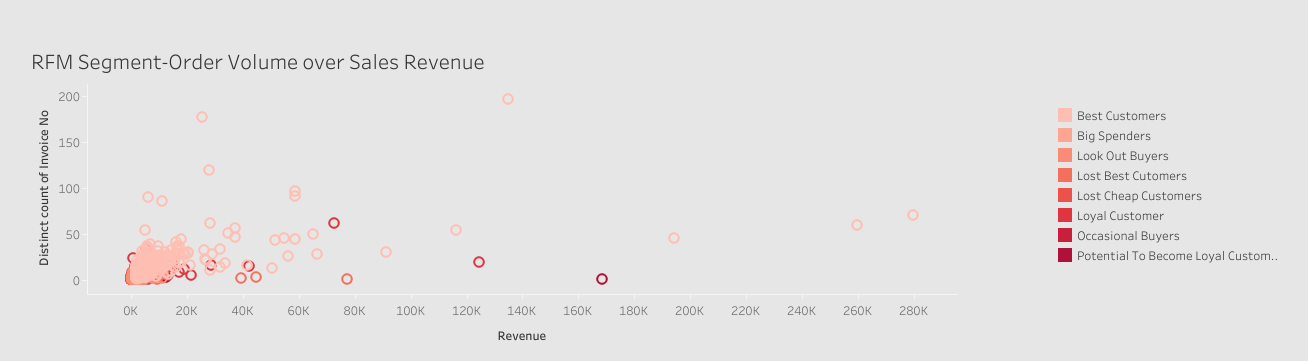 RFM Segment-Order Volume over Sales Revenue
Distinct count of Invoice No
200
150
100
50
0
0K 20K 40K 60K 80K 100K 120K 140K 160K 180K 200K 220K 240K 260K 280K
Revenue
Best Customers
Big Spenders
Look Out Buyers
Lost Best Cutomers
Lost Cheap Customers
Loyal Customer
Occasional Buyers
Potential To Become Loyal Custom..